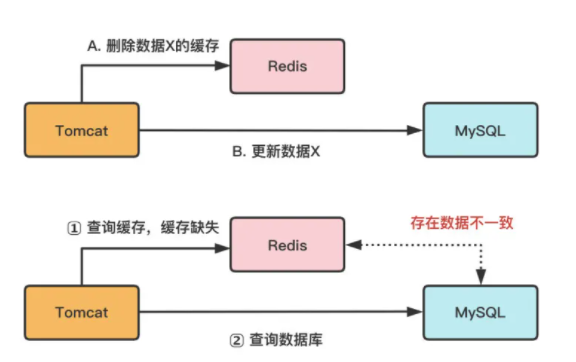 A. 删除数据X的缓存
Redis
Tomcat
MySQL
B. 更新数据X
① 查询缓存，缓存缺失
Redis
存在数据不一致
Tomcat
MySQL
② 查询数据库